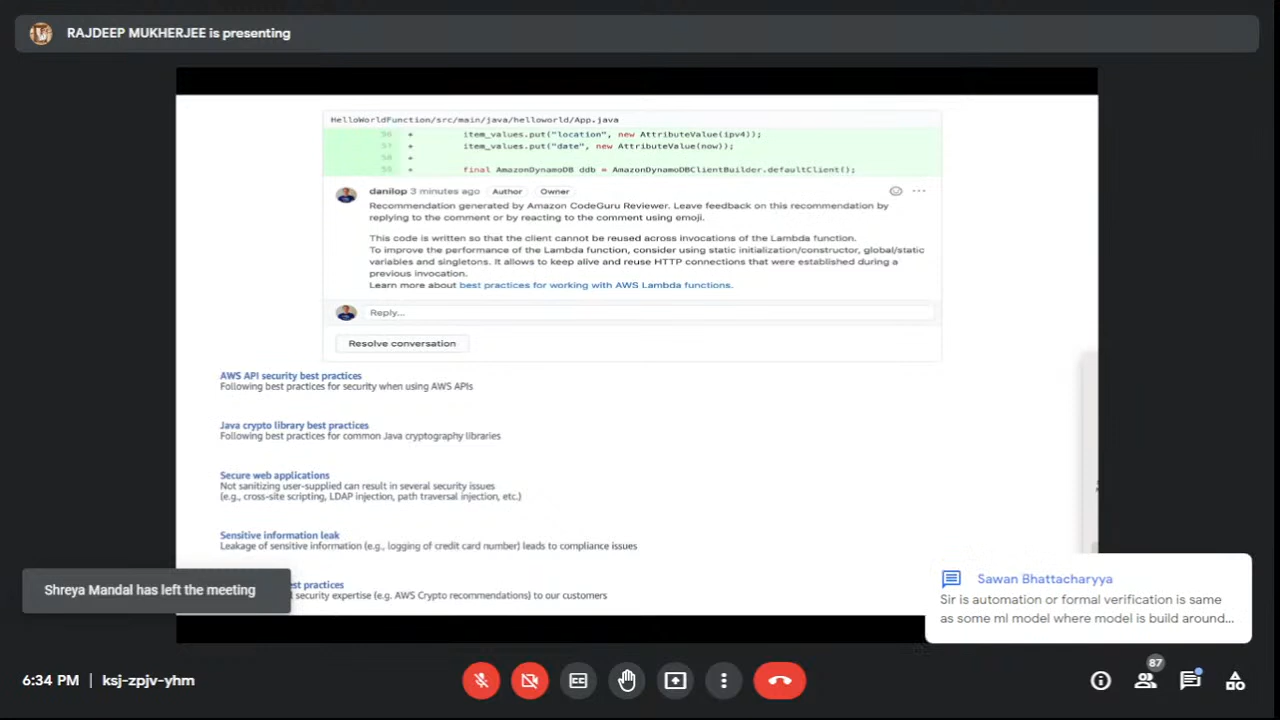 RAJDEEP MUKHERJEE is presenting
HelloWorldFunction/src/main/java/helloworld/App.java
56 + item_values.put("location", new AttributeValue(ipv4));
57 + item_values.put("date", new AttributeValue(now));
58 +
59 + final AmazonDynamoDB ddb = AmazonDynamoDBClientBuilder.defaultClient();
danilop 3 minutes ago Author Owner
Recommendation generated by Amazon CodeGuru Reviewer. Leave feedback on this recommendation by
replying to the comment or by reacting to the comment using emoji.
This code is written so that the client cannot be reused across invocations of the Lambda function.
To improve the performance of the Lambda function, consider using static initialization/constructor, global/static
variables and singletons. It allows to keep alive and reuse HTTP connections that were established during a
previous invocation.
Learn more about best practices for working with AWS Lambda functions.
Reply...
Resolve conversation
AWS API security best practices
Following best practices for security when using AWS APIs
Java crypto library best practices
Following best practices for common Java cryptography libraries
Secure web applications
Not sanitizing user-supplied can result in several security issues
(e.g., cross-site scripting, LDAP injection, path traversal injection, etc.)
Sensitive information leak
Leakage of sensitive information (e.g., logging of credit card number) leads to compliance issues
practices
security expertise (e.g. AWS Crypto recommendations) to our customers
Shreya Mandal has left the meeting
Sawan Bhattacharyya
Sir is automation or formal verification is same
as some ml model where model is build around...
6:34 PM | ksj-zpjv-yhm
87